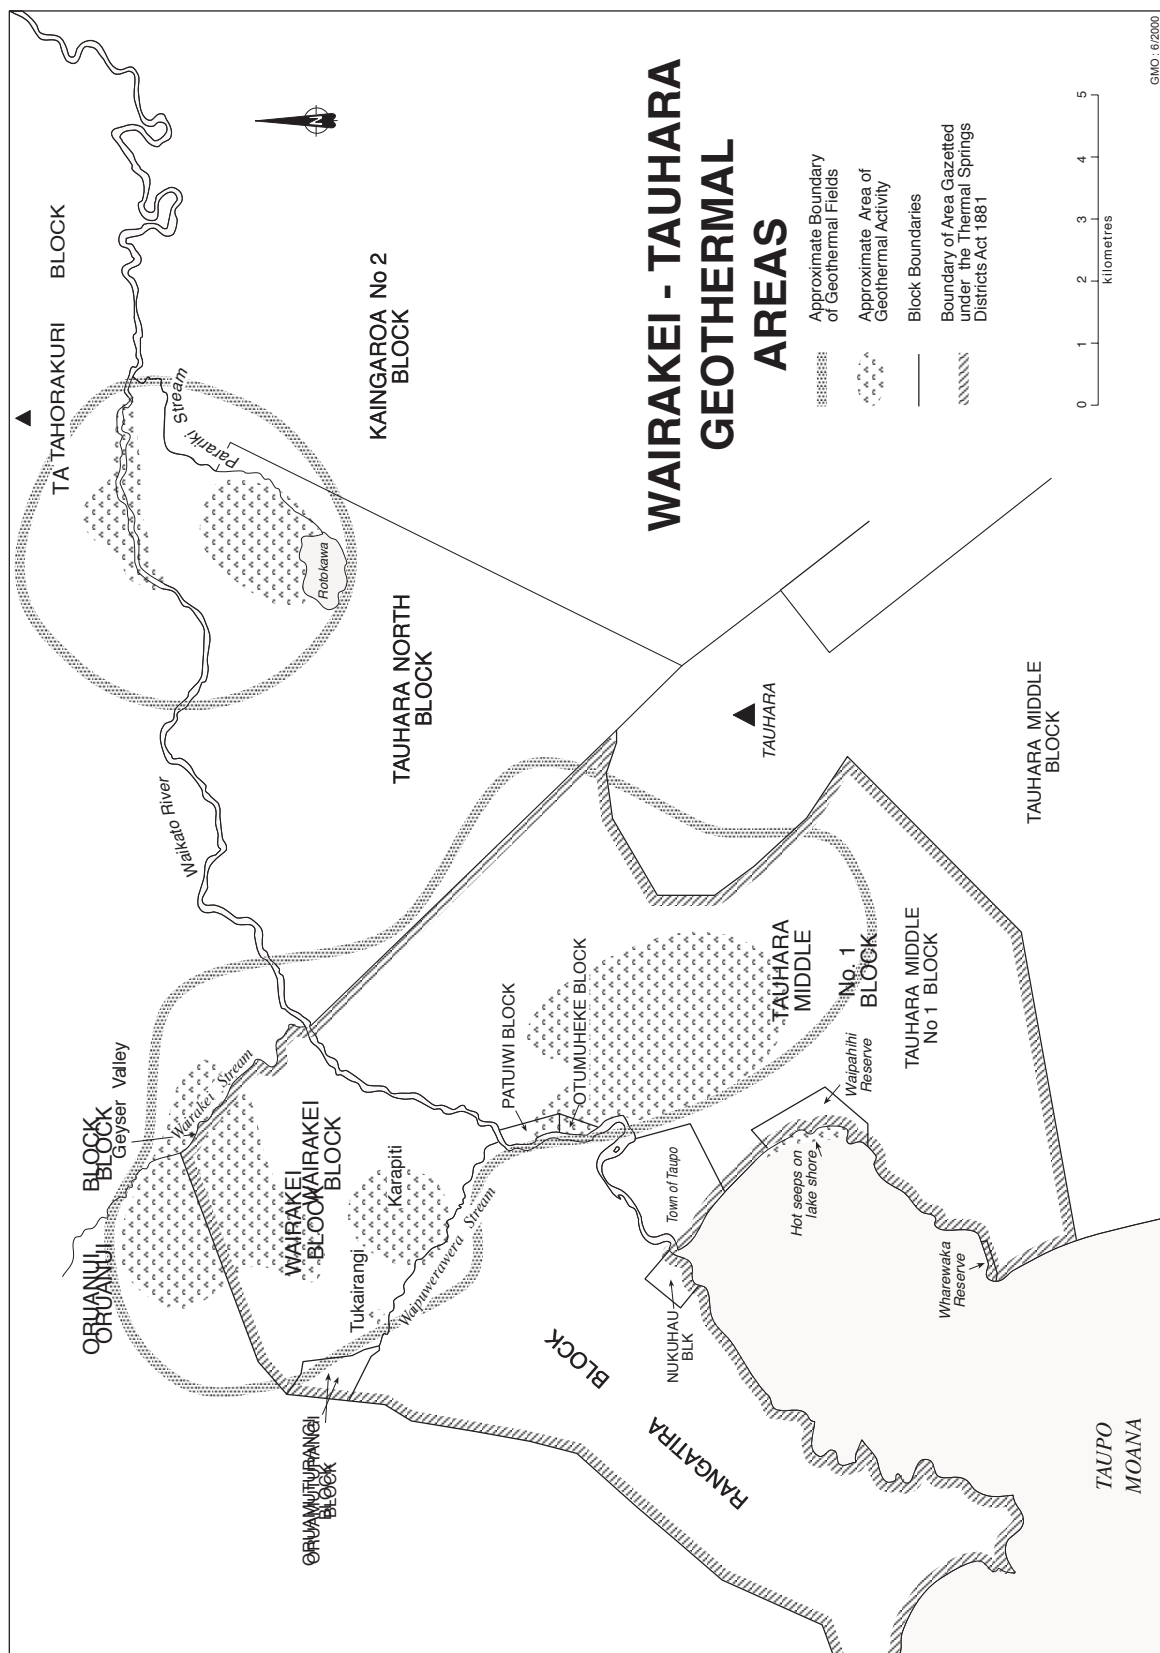 WAIRAKEI - TAUHARA
GEOTHERMAL
AREAS
Approximate Boundary
of Geothermal Fields
Approximate Area of
Geothermal Activity
Block Boundaries
Boundary of Area Gazetted
under the Thermal Springs
Districts Act 1881
0 1 2 3 4 5
kilometres
GMO : 6/2000
N
TA TAHORAKURI BLOCK
KAINGAROA No 2
BLOCK
Parariki Stream
Rotokawa
TAUHARA NORTH
BLOCK
Waikato River
TAUHARA
TAUHARA MIDDLE
BLOCK
ORUANUI BLOCK
ORUANUI BLOCK
Geyser Valley
Wairakei Stream
WAIRAKEI
BLOCK
WAIRAKEI
BLOCK
Karapiti
Tukairangi
Waipuwerawera Stream
ORUAMUTURANGI
BLOCK
ORUAMUTURANGI
BLOCK
PATUIWI BLOCK
OTUMUHEKE BLOCK
TAUHARA
MIDDLE
No. 1
BLOCK
TAUHARA MIDDLE
No 1 BLOCK
Waipahihi
Reserve
Town of Taupo
Hot seeps on
lake shore
NUKUHAU
BLK
Wharewaka
Reserve
RANGATIRA BLOCK
TAUPO
MOANA